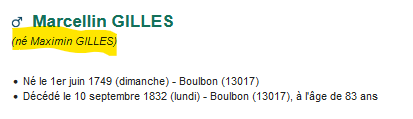 ♂ Marcellin GILLES
(né Maximin GILLES)
• Né le 1er juin 1749 (dimanche) - Boulbon (13017)
• Décédé le 10 septembre 1832 (lundi) - Boulbon (13017), à l'âge de 83 ans